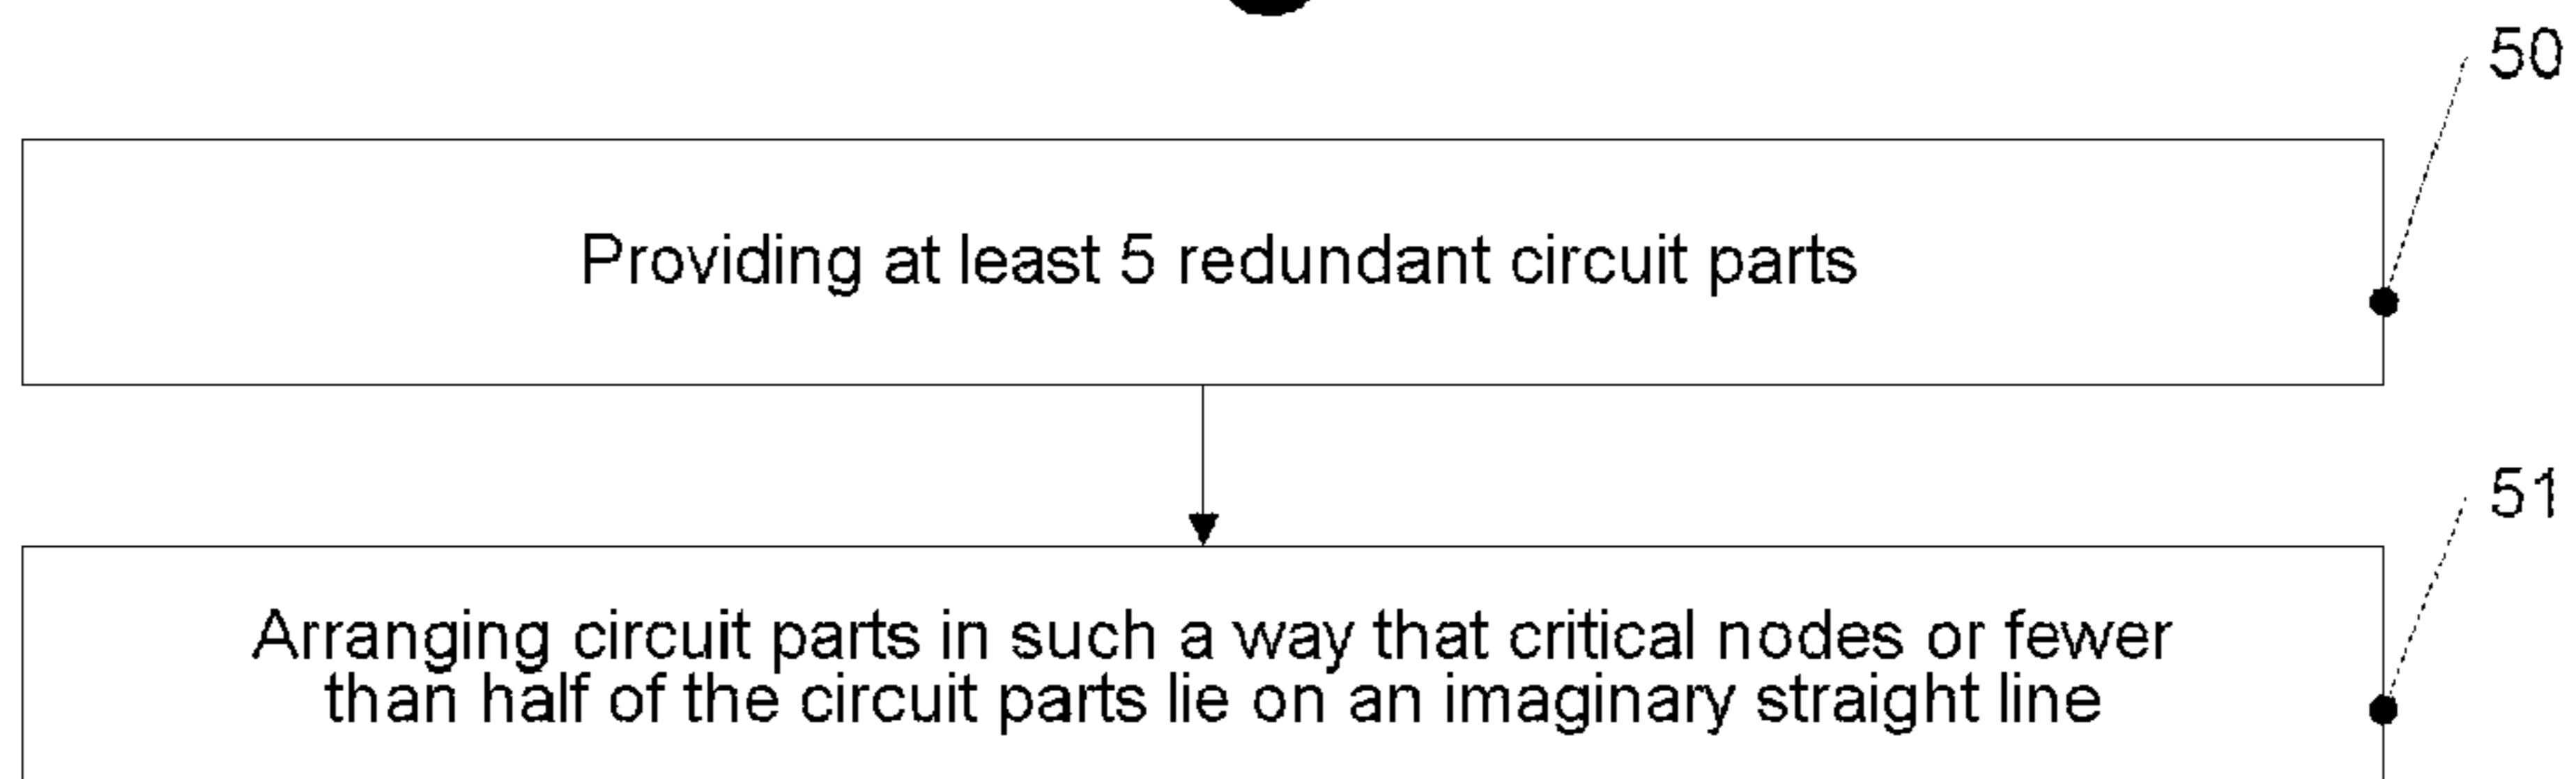 50
Providing at least 5 redundant circuit parts
51
Arranging circuit parts in such a way that critical nodes or fewer
than half of the circuit parts lie on an imaginary straight line